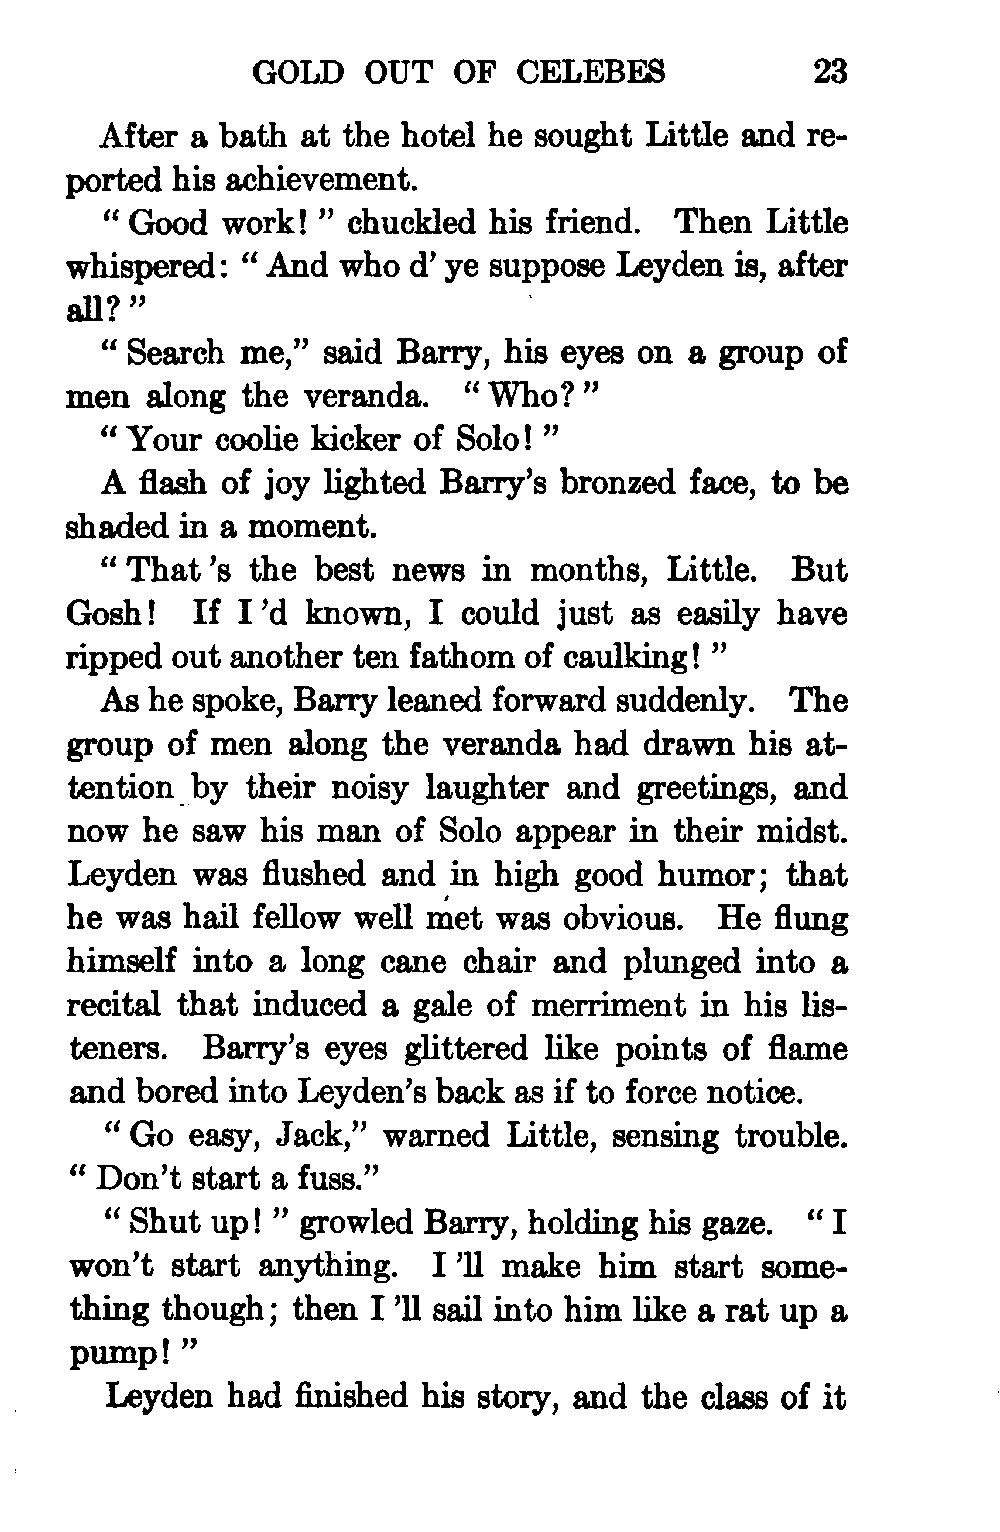 GOLD OUT OF CELEBES 23
After a bath at the hotel he sought Little and re-
ported his achievement.
“ Good work! ” chuckled his friend. Then Little
whispered: “ And who d’ ye suppose Leyden is, after
all? ”
“ Search me,” said Barry, his eyes on a group of
men along the veranda. “ Who? ”
“ Your coolie kicker of Solo! ”
A flash of joy lighted Barry’s bronzed face, to be
shaded in a moment.
“ That ’s the best news in months, Little. But
Gosh! If I ’d known, I could just as easily have
ripped out another ten fathom of caulking! ”
As he spoke, Barry leaned forward suddenly. The
group of men along the veranda had drawn his at-
tention by their noisy laughter and greetings, and
now he saw his man of Solo appear in their midst.
Leyden was flushed and in high good humor; that
he was hail fellow well met was obvious. He flung
himself into a long cane chair and plunged into a
recital that induced a gale of merriment in his lis-
teners. Barry’s eyes glittered like points of flame
and bored into Leyden’s back as if to force notice.
“ Go easy, Jack,” warned Little, sensing trouble.
“ Don’t start a fuss.”
“ Shut up! ” growled Barry, holding his gaze. “ I
won’t start anything. I ’ll make him start some-
thing though; then I ’ll sail into him like a rat up a
pump! ”
Leyden had finished his story, and the class of it